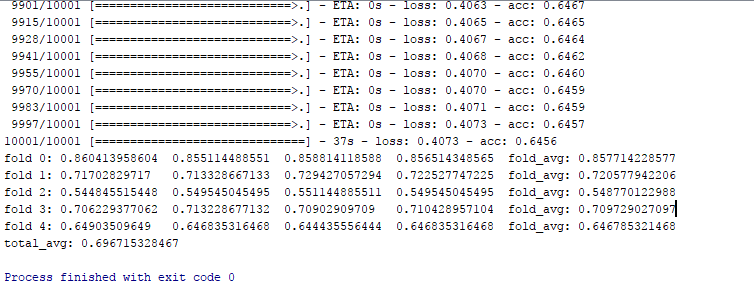 9901/10001 [============================>.] - ETA: 0s - loss: 0.4063 - acc: 0.6467
9915/10001 [============================>.] - ETA: 0s - loss: 0.4065 - acc: 0.6465
9928/10001 [============================>.] - ETA: 0s - loss: 0.4067 - acc: 0.6464
9941/10001 [============================>.] - ETA: 0s - loss: 0.4068 - acc: 0.6462
9955/10001 [============================>.] - ETA: 0s - loss: 0.4070 - acc: 0.6460
9970/10001 [============================>.] - ETA: 0s - loss: 0.4070 - acc: 0.6459
9983/10001 [============================>.] - ETA: 0s - loss: 0.4071 - acc: 0.6459
9997/10001 [============================>.] - ETA: 0s - loss: 0.4073 - acc: 0.6457
10001/10001 [==============================] - 37s - loss: 0.4073 - acc: 0.6456
fold 0: 0.860413958604 0.855114488551 0.858814118588 0.856514348565 fold_avg: 0.857714228577
fold 1: 0.71702829717 0.713328667133 0.729427057294 0.722527747225 fold_avg: 0.720577942206
fold 2: 0.544845515448 0.549545045495 0.551144885511 0.549545045495 fold_avg: 0.548770122988
fold 3: 0.706229377062 0.713228677132 0.70902909709 0.710428957104 fold_avg: 0.709729027097
fold 4: 0.64903509649 0.646835316468 0.644435556444 0.646835316468 fold_avg: 0.646785321468
total_avg: 0.696715328467
Process finished with exit code 0